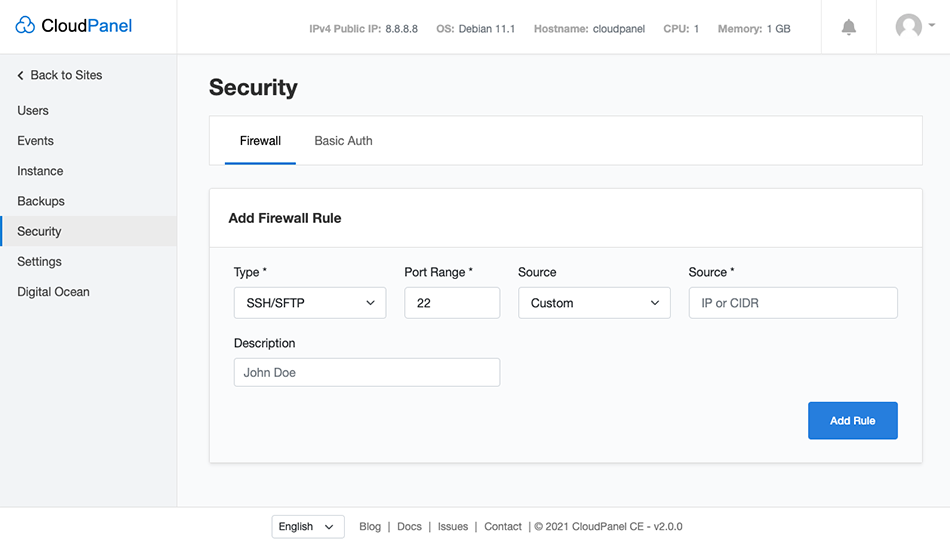 CloudPanel
IPv4 Public IP: 8.8.8.8 OS: Debian 11.1 Hostname: cloudpanel CPU: 1 Memory: 1 GB
Back to Sites
Users
Events
Instance
Backups
Security
Settings
Digital Ocean
Security
Firewall Basic Auth
Add Firewall Rule
Type * Port Range * Source Source *
SSH/SFTP 22 Custom IP or CIDR
Description
John Doe
Add Rule
English Blog | Docs | Issues | Contact | © 2021 CloudPanel CE - v2.0.0